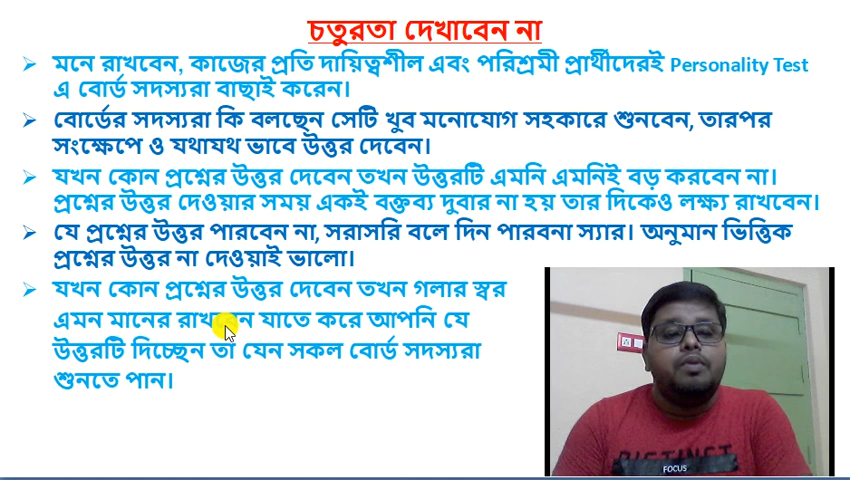 চতুরতা দেখাবেন না
➢ মনে রাখবেন, কাজের প্রতি দায়িত্বশীল এবং পরিশ্রমী প্রার্থীদেরই Personality Test
এ বোর্ড সদস্যরা বাছাই করেন।
➢ বোর্ডের সদস্যরা কি বলছেন সেটি খুব মনোযোগ সহকারে শুনবেন, তারপর
সংক্ষেপে ও যথাযথ ভাবে উত্তর দেবেন।
➢ যখন কোন প্রশ্নের উত্তর দেবেন তখন উত্তরটি এমনি এমনিই বড় করবেন না।
প্রশ্নের উত্তর দেওয়ার সময় একই বক্তব্য দুবার না হয় তার দিকেও লক্ষ্য রাখবেন।
➢ যে প্রশ্নের উত্তর পারবেন না, সরাসরি বলে দিন পারবনা স্যার। অনুমান ভিত্তিক
প্রশ্নের উত্তর না দেওয়াই ভালো।
➢ যখন কোন প্রশ্নের উত্তর দেবেন তখন গলার স্বর
এমন মানের রাখবেন যাতে করে আপনি যে
উত্তরটি দিচ্ছেন তা যেন সকল বোর্ড সদস্যরা
শুনতে পান।
DISTINCT
FOCUS